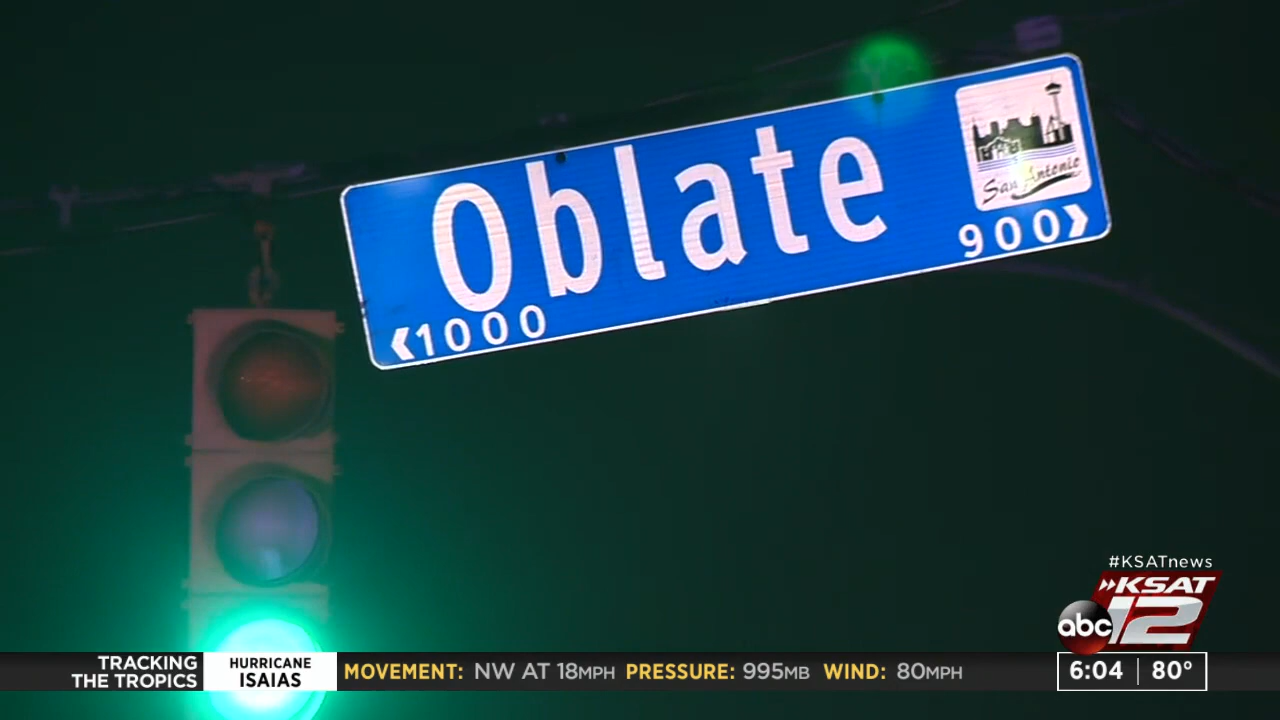 Oblate
San Antonio
900
1000
#KSATnews
KSAT
abc 12
TRACKING
THE TROPICS
HURRICANE
ISAIAS
MOVEMENT: NW AT 18MPH PRESSURE: 995MB WIND: 80MPH
6:04 80°